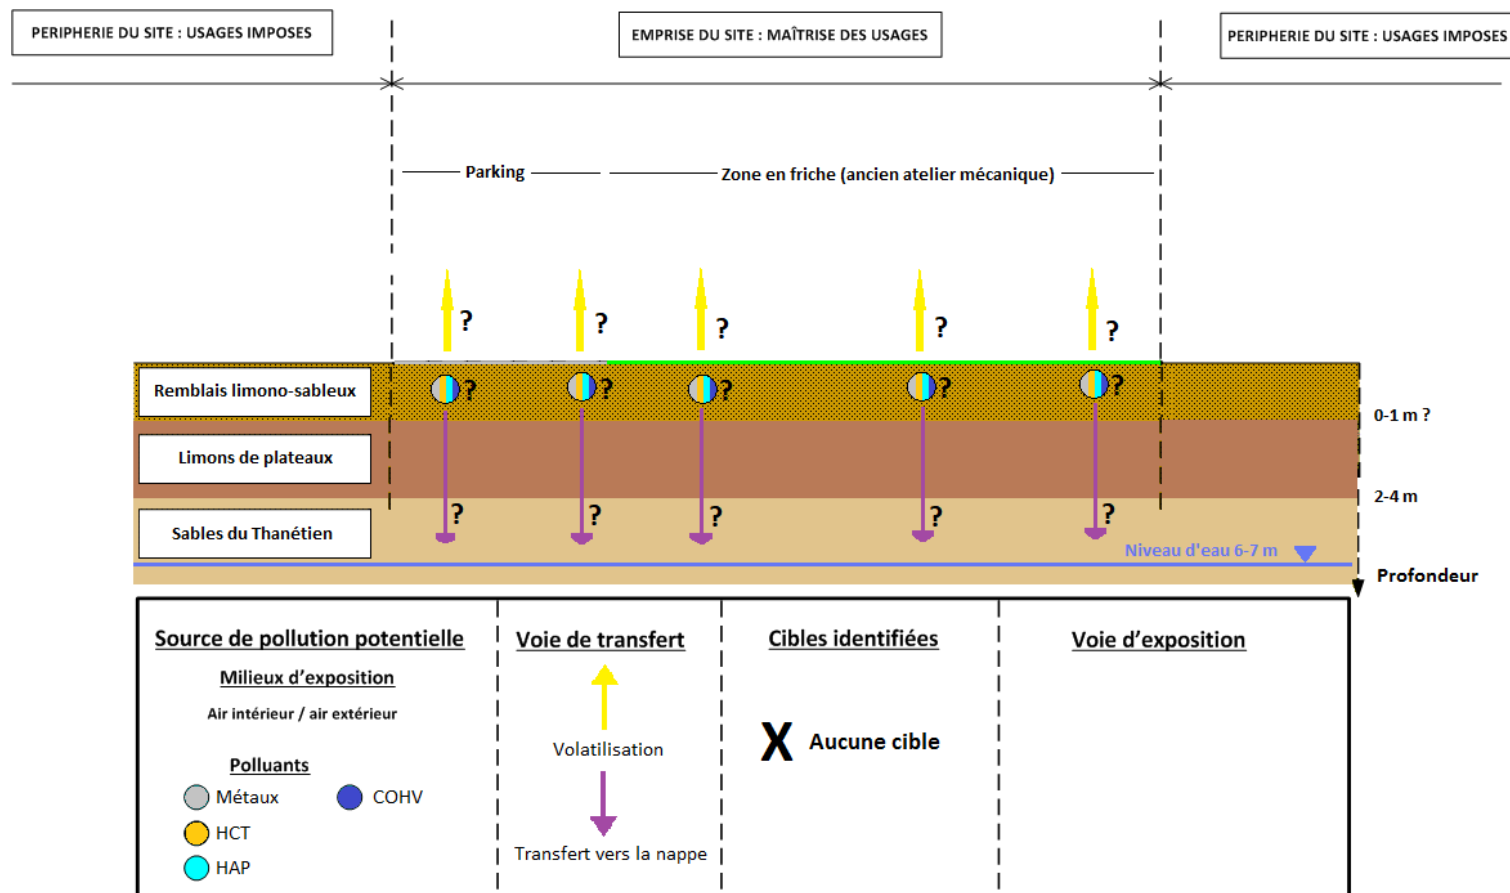 PERIPHERIE DU SITE : USAGES IMPOSES
EMPRISE DU SITE : MAÎTRISE DES USAGES
PERIPHERIE DU SITE : USAGES IMPOSES
Parking
Zone en friche (ancien atelier mécanique)
? ? ? ? ?
Remblais limono-sableux
? ? ? ? ?
0-1 m ?
Limons de plateaux
2-4 m
Sables du Thanétien
? ? ? ? ?
Niveau d'eau 6-7 m
Profondeur
Source de pollution potentielle
Milieux d'exposition
Air intérieur / air extérieur
Polluants
Métaux
COHV
HCT
HAP
Voie de transfert
Volatilisation
Transfert vers la nappe
Cibles identifiées
X Aucune cible
Voie d'exposition